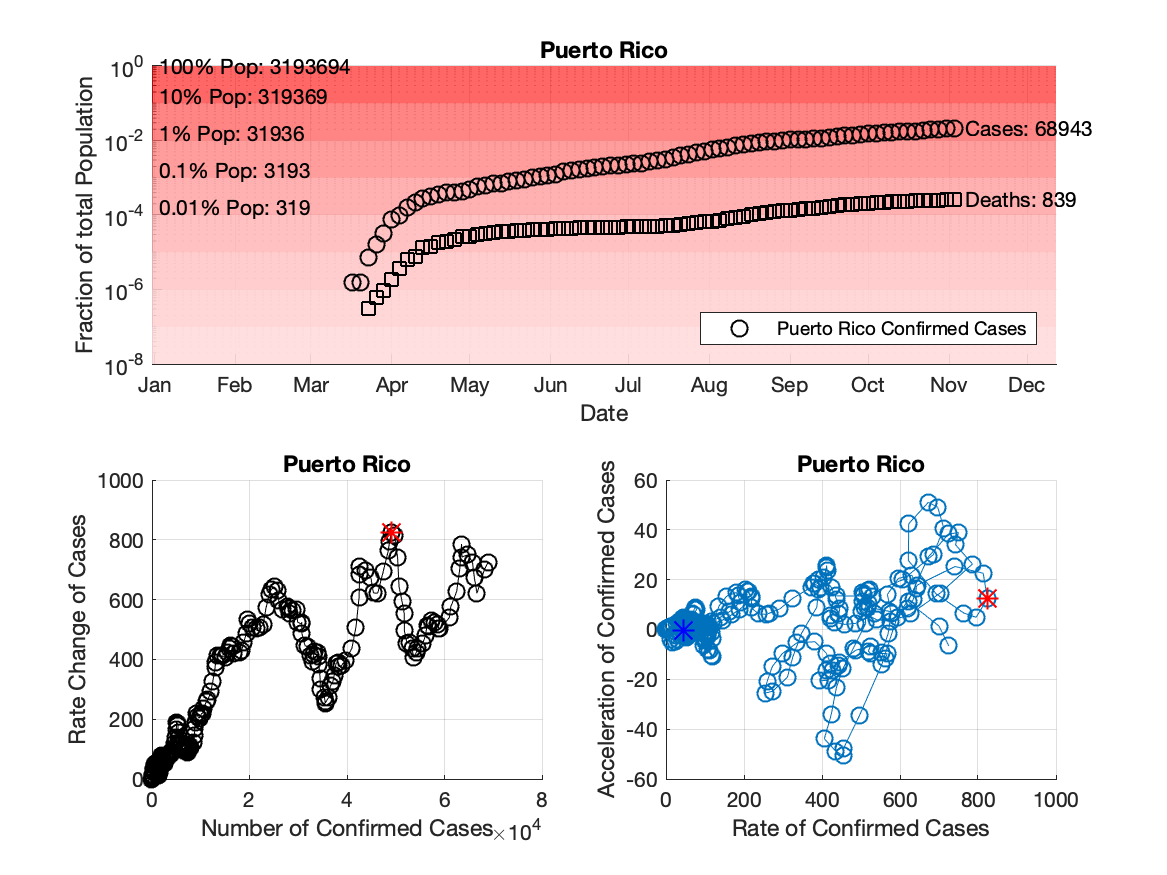 Puerto Rico
Fraction of total Population
10^0
10^-2
10^-4
10^-6
10^-8
100% Pop: 3193694
10% Pop: 319369
1% Pop: 31936
0.1% Pop: 3193
0.01% Pop: 319
Cases: 68943
Deaths: 839
Puerto Rico Confirmed Cases
Jan Feb Mar Apr May Jun Jul Aug Sep Oct Nov Dec
Date
Puerto Rico
Rate Change of Cases
1000
800
600
400
200
0
0 2 4 6 8
Number of Confirmed Cases ×10^4
Puerto Rico
Acceleration of Confirmed Cases
60
40
20
0
-20
-40
-60
0 200 400 600 800 1000
Rate of Confirmed Cases